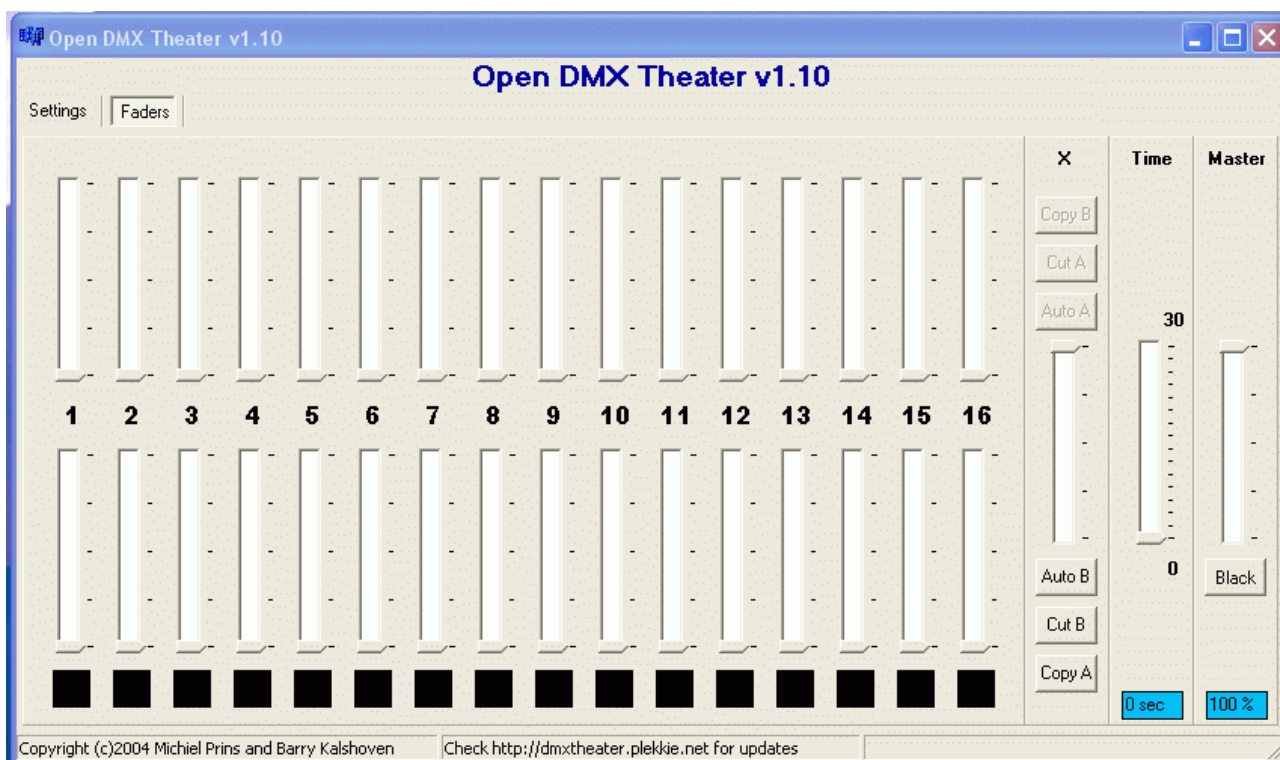 Open DMX Theater v1.10
Open DMX Theater v1.10
Settings Faders
X Time Master
Copy B
Cut A
Auto A
30
1 2 3 4 5 6 7 8 9 10 11 12 13 14 15 16
0
Auto B
Black
Cut B
Copy A
0 sec 100 %
Copyright (c)2004 Michiel Prins and Barry Kalshoven Check http://dmxtheater.plekkie.net for updates